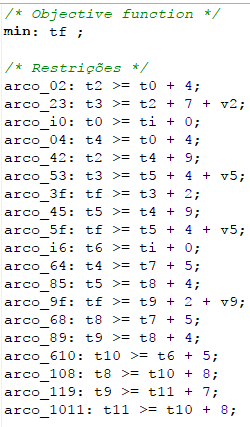 /* Objective function */
min: tf ;
/* Restrições */
arco_02: t2 >= t0 + 4;
arco_23: t3 >= t2 + 7 + v2;
arco_i0: t0 >= ti + 0;
arco_04: t4 >= t0 + 4;
arco_42: t2 >= t4 + 9;
arco_53: t3 >= t5 + 4 + v5;
arco_3f: tf >= t3 + 2;
arco_45: t5 >= t4 + 9;
arco_5f: tf >= t5 + 4 + v5;
arco_i6: t6 >= ti + 0;
arco_64: t4 >= t7 + 5;
arco_85: t5 >= t8 + 4;
arco_9f: tf >= t9 + 2 + v9;
arco_68: t8 >= t7 + 5;
arco_89: t9 >= t8 + 4;
arco_610: t10 >= t6 + 5;
arco_108: t8 >= t10 + 8;
arco_119: t9 >= t11 + 7;
arco_1011: t11 >= t10 + 8;